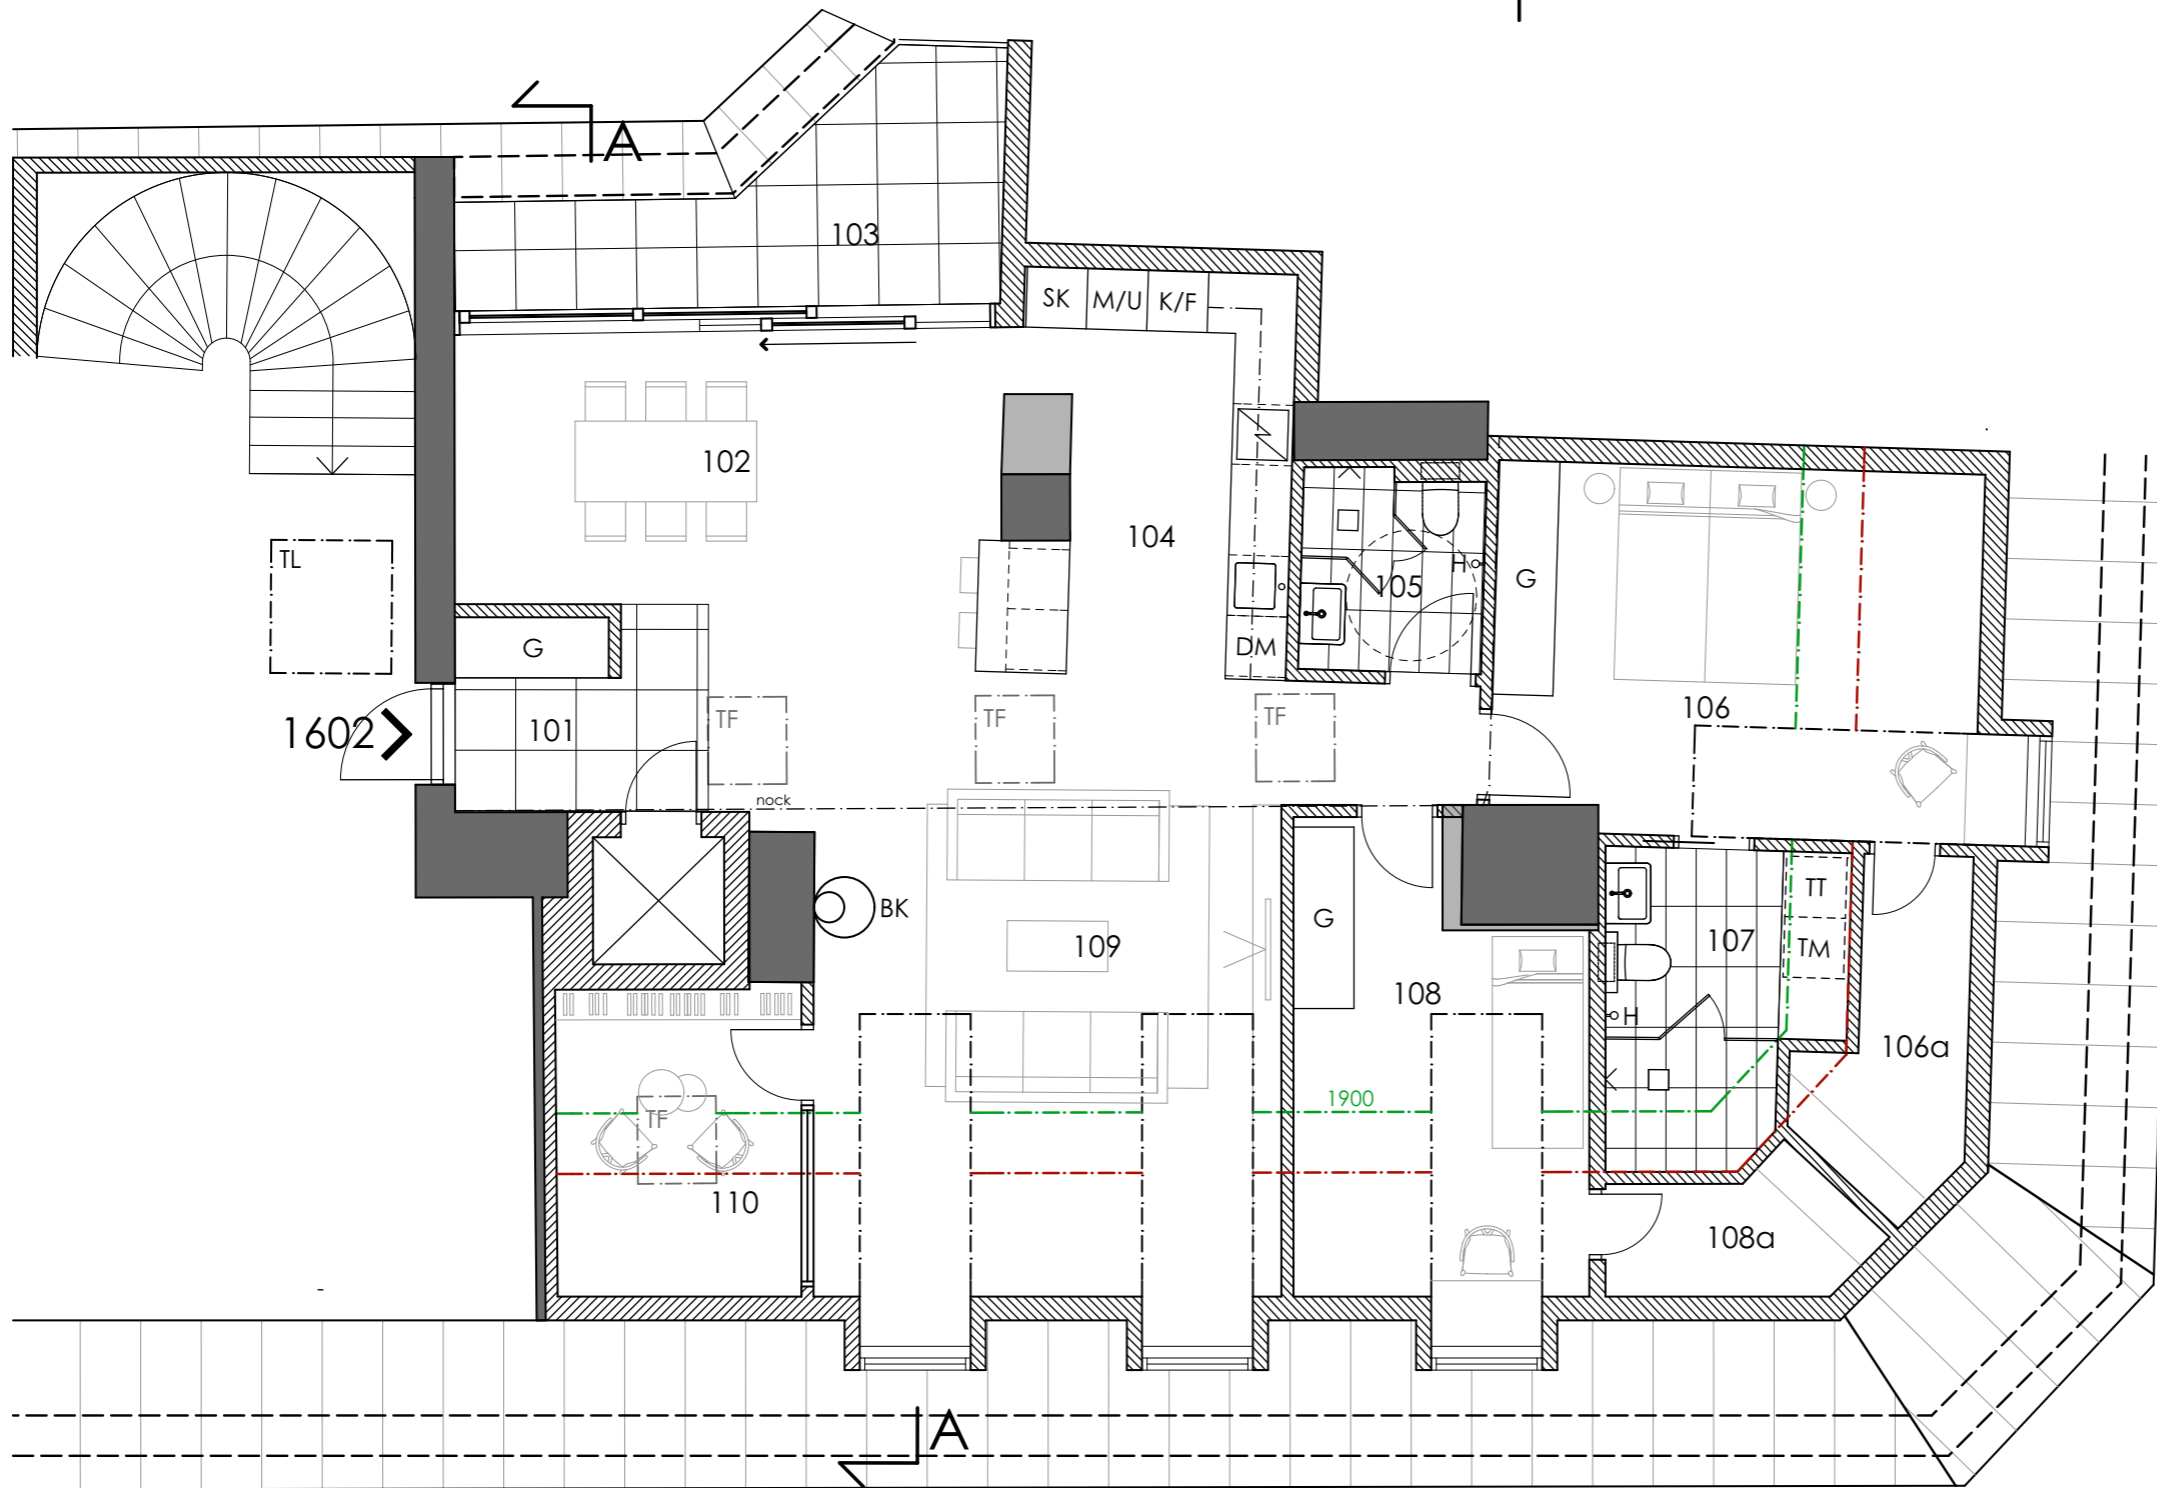 A
103
SK M/U K/F
102
104
TL
105
H
G
G
DM
106
1602
101
TF
TF
TF
nock
BK
109
G
TT
107
TM
108
H
106a
1900
TF
110
108a
A